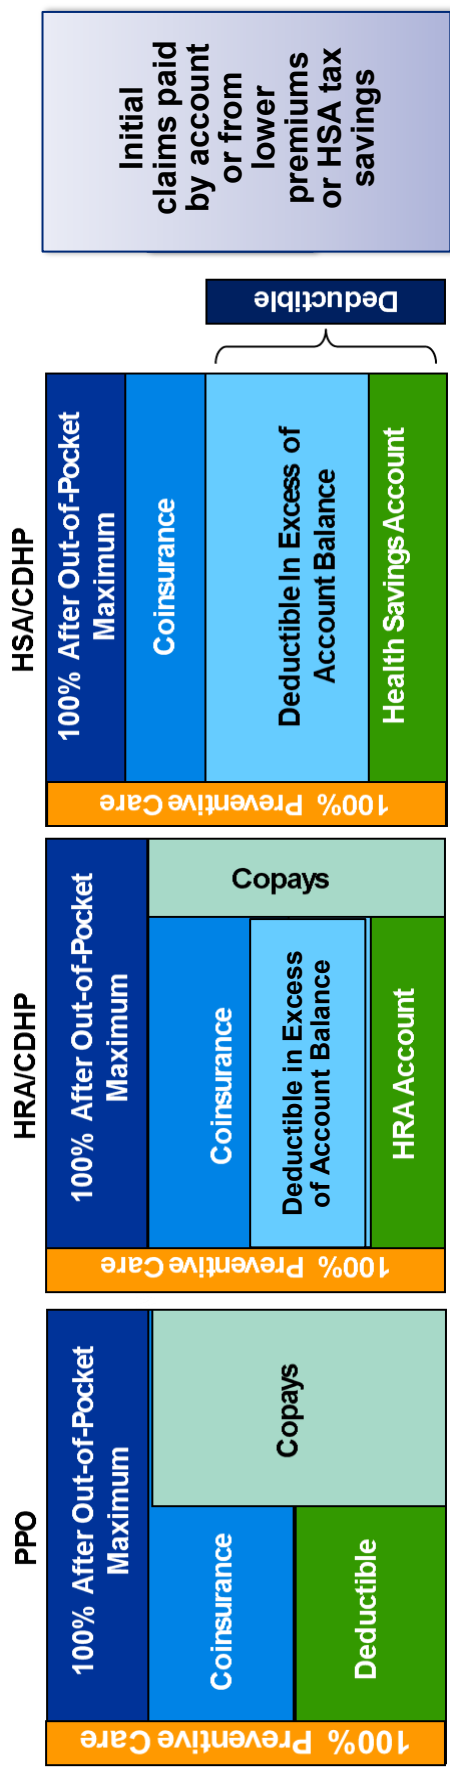 PPO
100% Preventive Care
100% After Out-of-Pocket
Maximum
Coinsurance
Deductible
Copays
HRA/CDHP
100% Preventive Care
100% After Out-of-Pocket
Maximum
Coinsurance
Deductible in Excess
of Account Balance
HRA Account
Copays
HSA/CDHP
100% Preventive Care
100% After Out-of-Pocket
Maximum
Coinsurance
Deductible In Excess of
Account Balance
Health Savings Account
Deductible
Initial
claims paid
by account
or from
lower
premiums
or HSA tax
savings